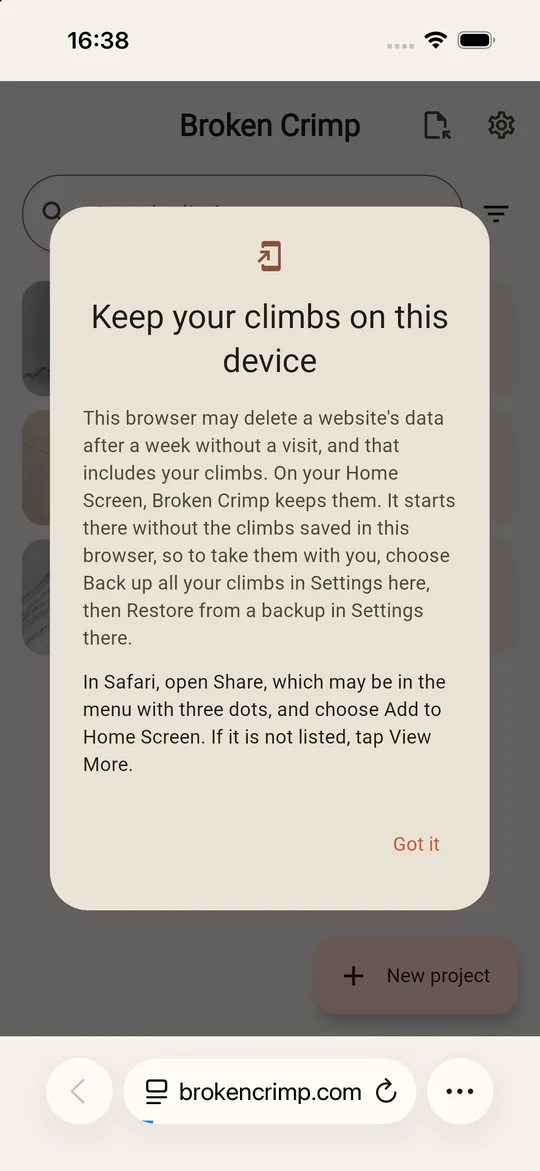 16:38
Broken Crimp
Keep your climbs on this
device
This browser may delete a website's data
after a week without a visit, and that
includes your climbs. On your Home
Screen, Broken Crimp keeps them. It starts
there without the climbs saved in this
browser, so to take them with you, choose
Back up all your climbs in Settings here,
then Restore from a backup in Settings
there.
In Safari, open Share, which may be in the
menu with three dots, and choose Add to
Home Screen. If it is not listed, tap View
More.
Got it
New project
brokencrimp.com